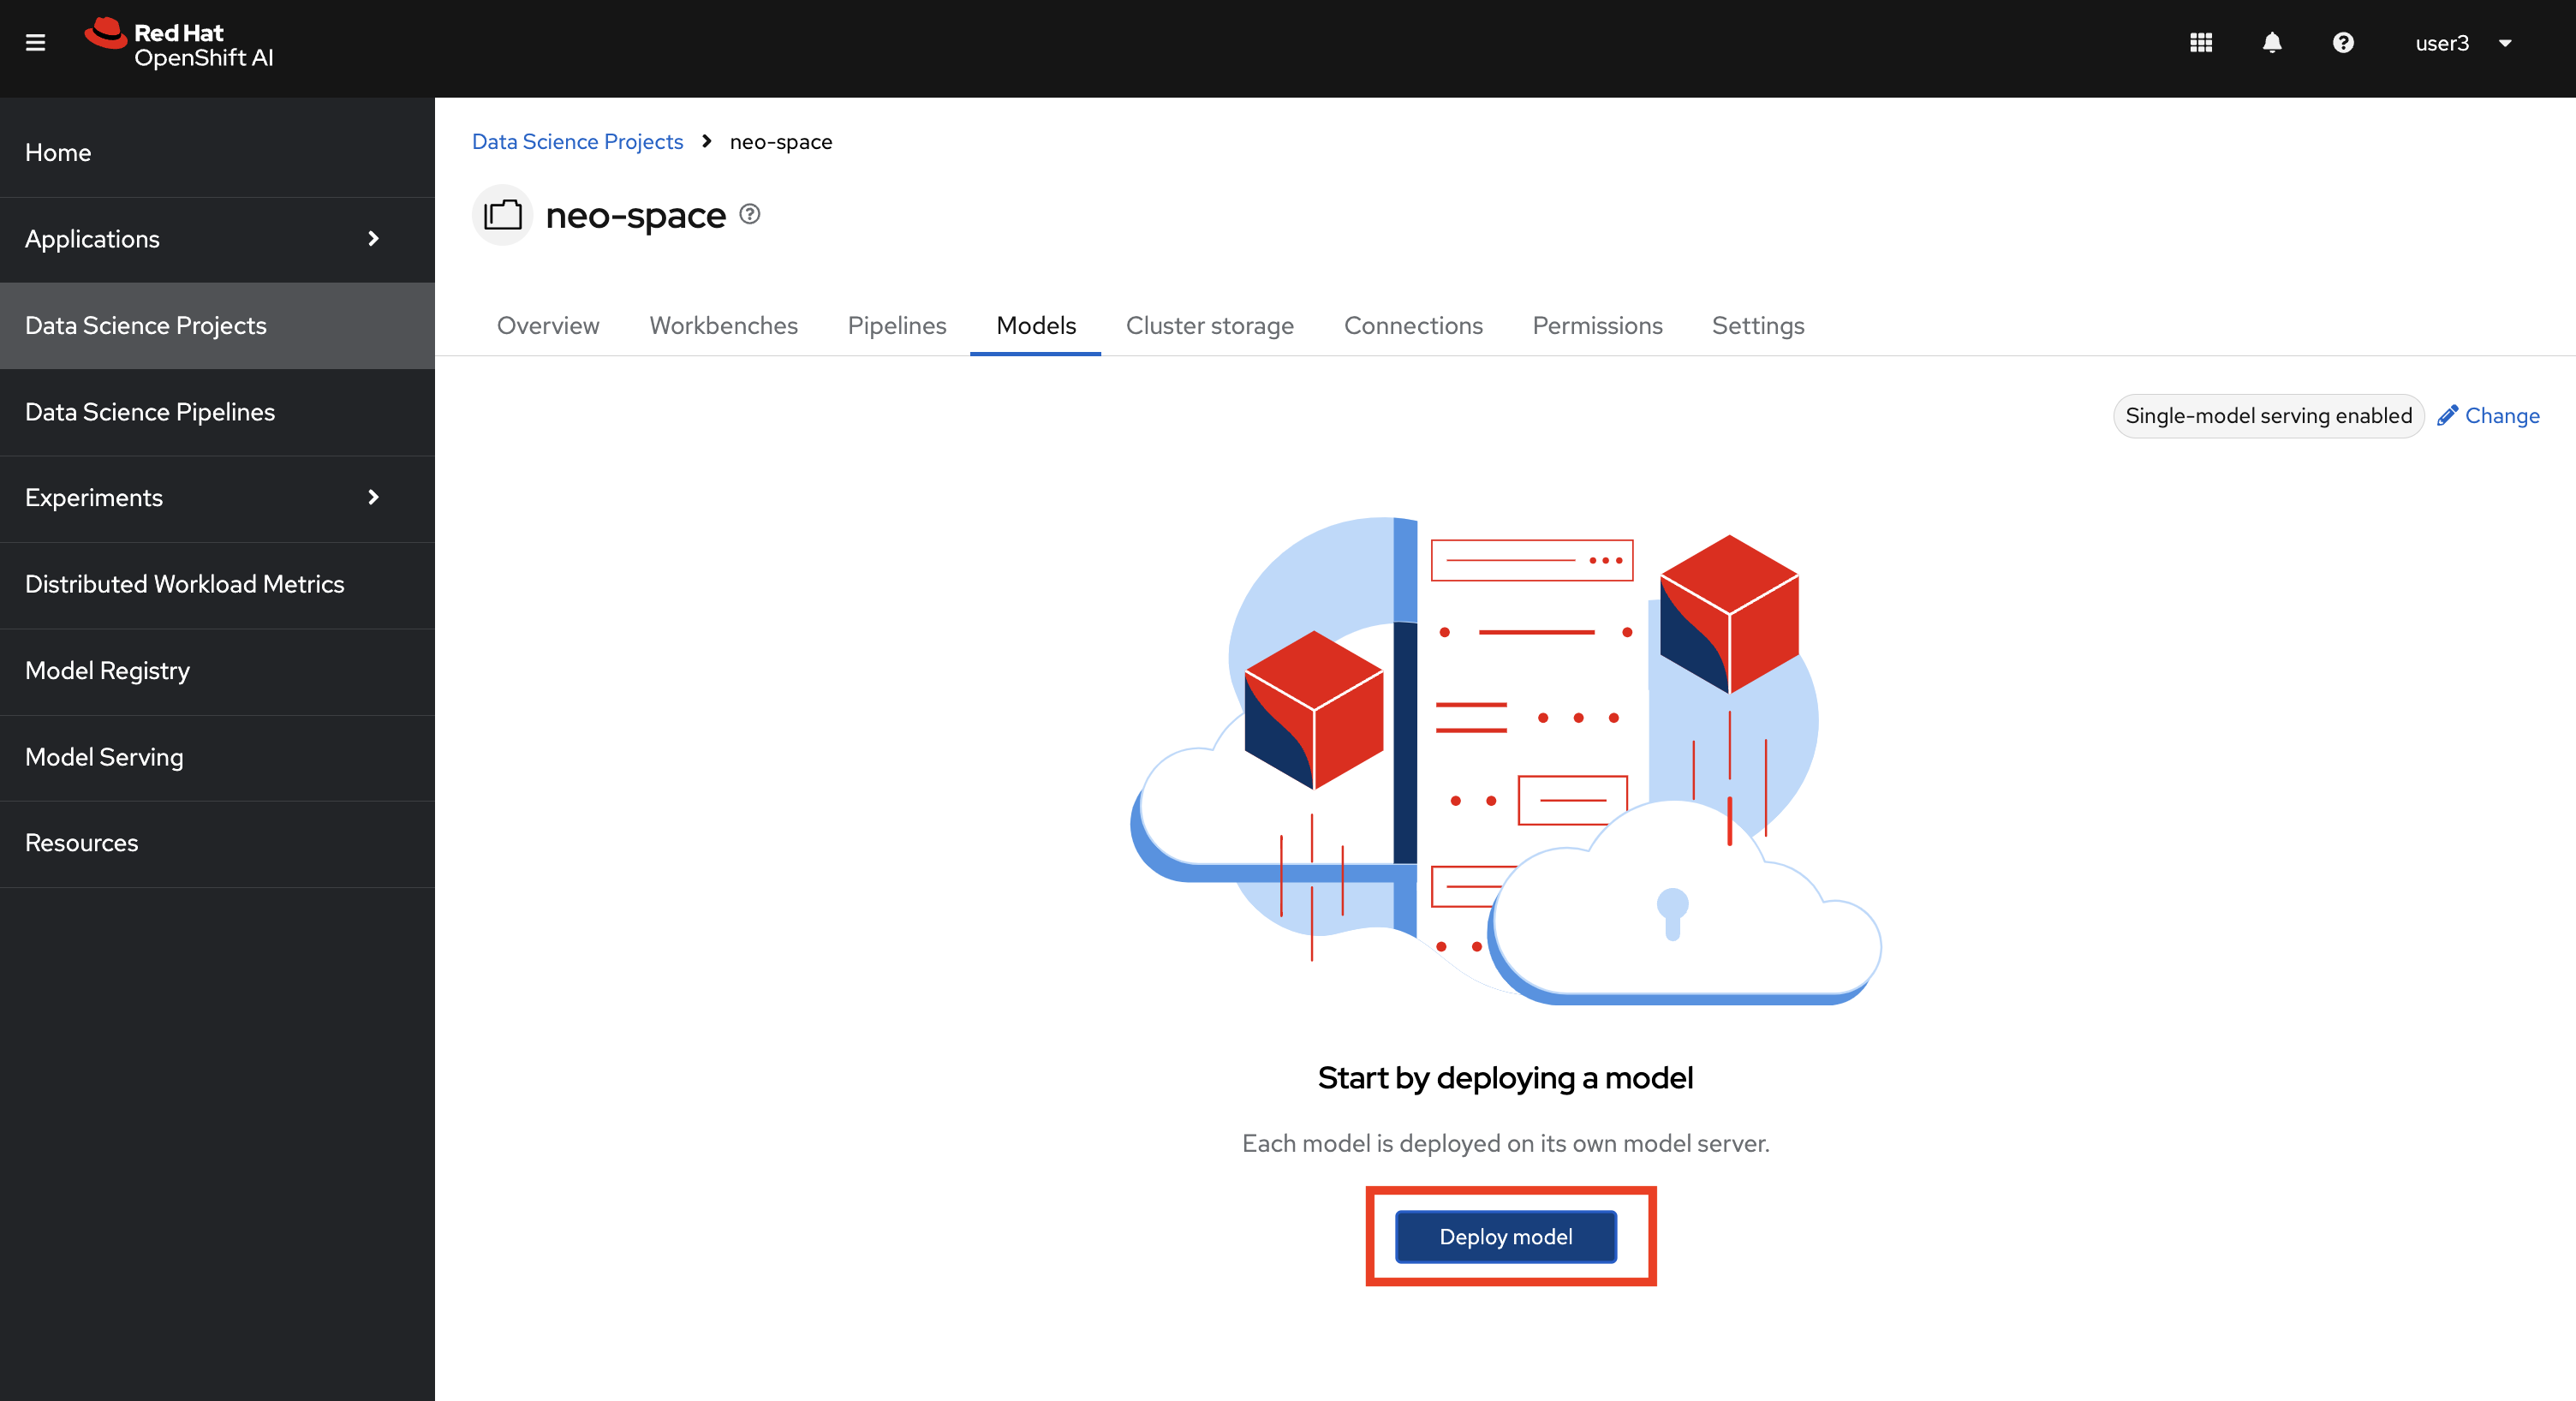 Red Hat
OpenShift AI
user3
Home
Applications
Data Science Projects
Data Science Pipelines
Experiments
Distributed Workload Metrics
Model Registry
Model Serving
Resources
Data Science Projects > neo-space
neo-space
Overview Workbenches Pipelines Models Cluster storage Connections Permissions Settings
Single-model serving enabled Change
Start by deploying a model
Each model is deployed on its own model server.
Deploy model